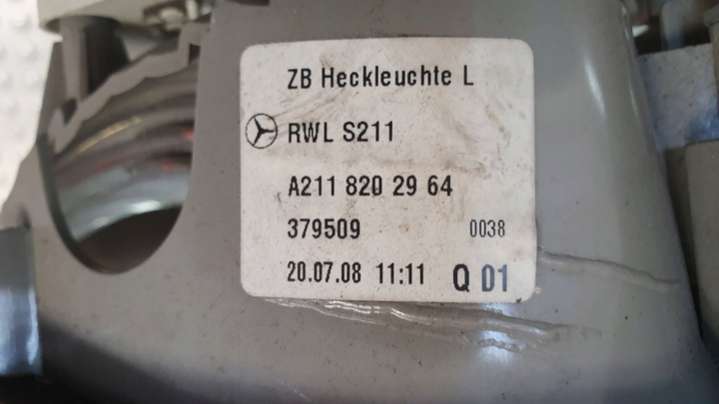 ZB Heckleuchte L
RWL S211
A211 820 29 64
379509 0038
20.07.08 11:11 Q 01